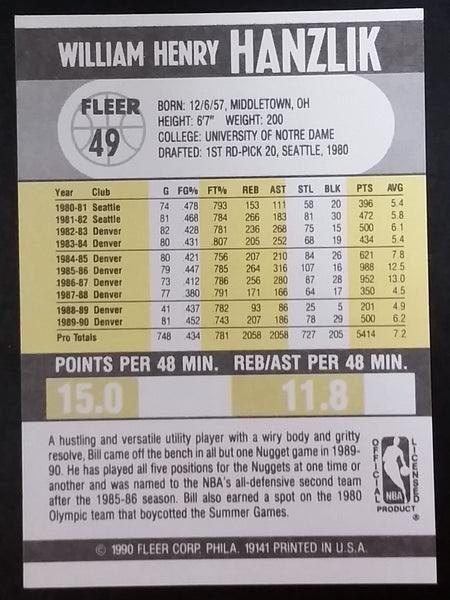 WILLIAM HENRY HANZLIK
FLEER
49
BORN: 12/6/57, MIDDLETOWN, OH
HEIGHT: 6'7" WEIGHT: 200
COLLEGE: UNIVERSITY OF NOTRE DAME
DRAFTED: 1ST RD-PICK 20, SEATTLE, 1980
Year Club G FG% FT% REB AST STL BLK PTS AVG
1980-81 Seattle 74 .478 .793 153 111 58 20 396 5.4
1981-82 Seattle 81 .468 .784 266 183 81 30 472 5.8
1982-83 Denver 82 .428 .781 236 268 75 15 500 6.1
1983-84 Denver 80 .431 .807 205 252 68 19 434 5.4
1984-85 Denver 80 .421 .756 207 210 84 26 621 7.8
1985-86 Denver 79 .447 .785 264 316 107 16 988 12.5
1986-87 Denver 73 .412 .786 256 280 87 28 952 13.0
1987-88 Denver 77 .380 .791 171 166 64 17 350 4.5
1988-89 Denver 41 .437 .782 93 86 25 5 201 4.9
1989-90 Denver 81 .452 .743 207 186 78 29 500 6.2
Pro Totals 748 .434 .781 2058 2058 727 205 5414 7.2
POINTS PER 48 MIN. REB/AST PER 48 MIN.
15.0 11.8
A hustling and versatile utility player with a wiry body and gritty
resolve, Bill came off the bench in all but one Nugget game in 1989-
90. He has played all five positions for the Nuggets at one time or
another and was named to the NBA's all-defensive second team
after the 1985-86 season. Bill also earned a spot on the 1980
Olympic team that boycotted the Summer Games.
OFFICIAL
LICENSED
NBA
PRODUCT
®
© 1990 FLEER CORP. PHILA. 19141 PRINTED IN U.S.A.